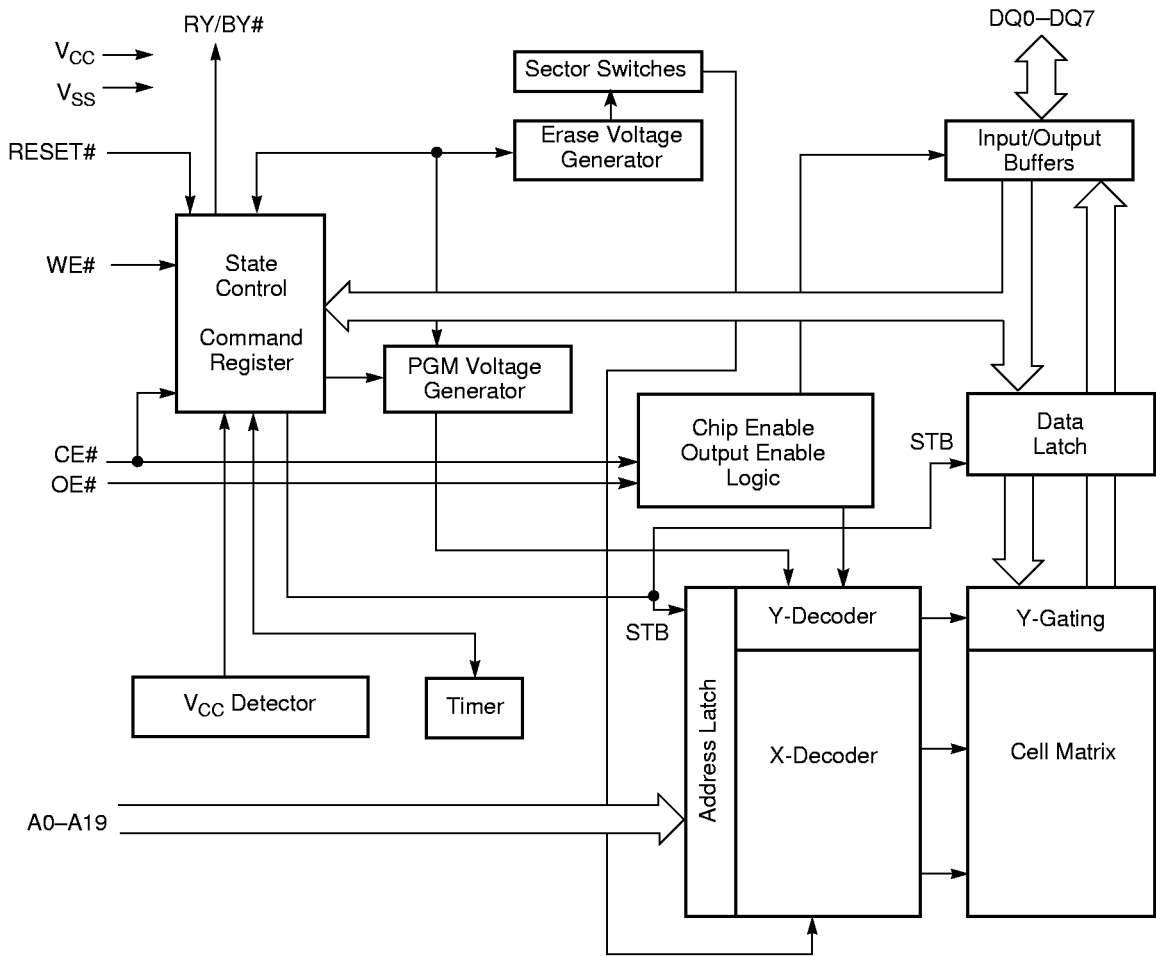 RY/BY#
DQ0–DQ7
VCC
VSS
Sector Switches
RESET#
Erase Voltage
Generator
Input/Output
Buffers
WE#
State
Control
Command
Register
PGM Voltage
Generator
Chip Enable
Output Enable
Logic
STB
Data
Latch
CE#
OE#
STB
Y-Decoder
Y-Gating
VCC Detector
Timer
Address Latch
X-Decoder
Cell Matrix
A0–A19